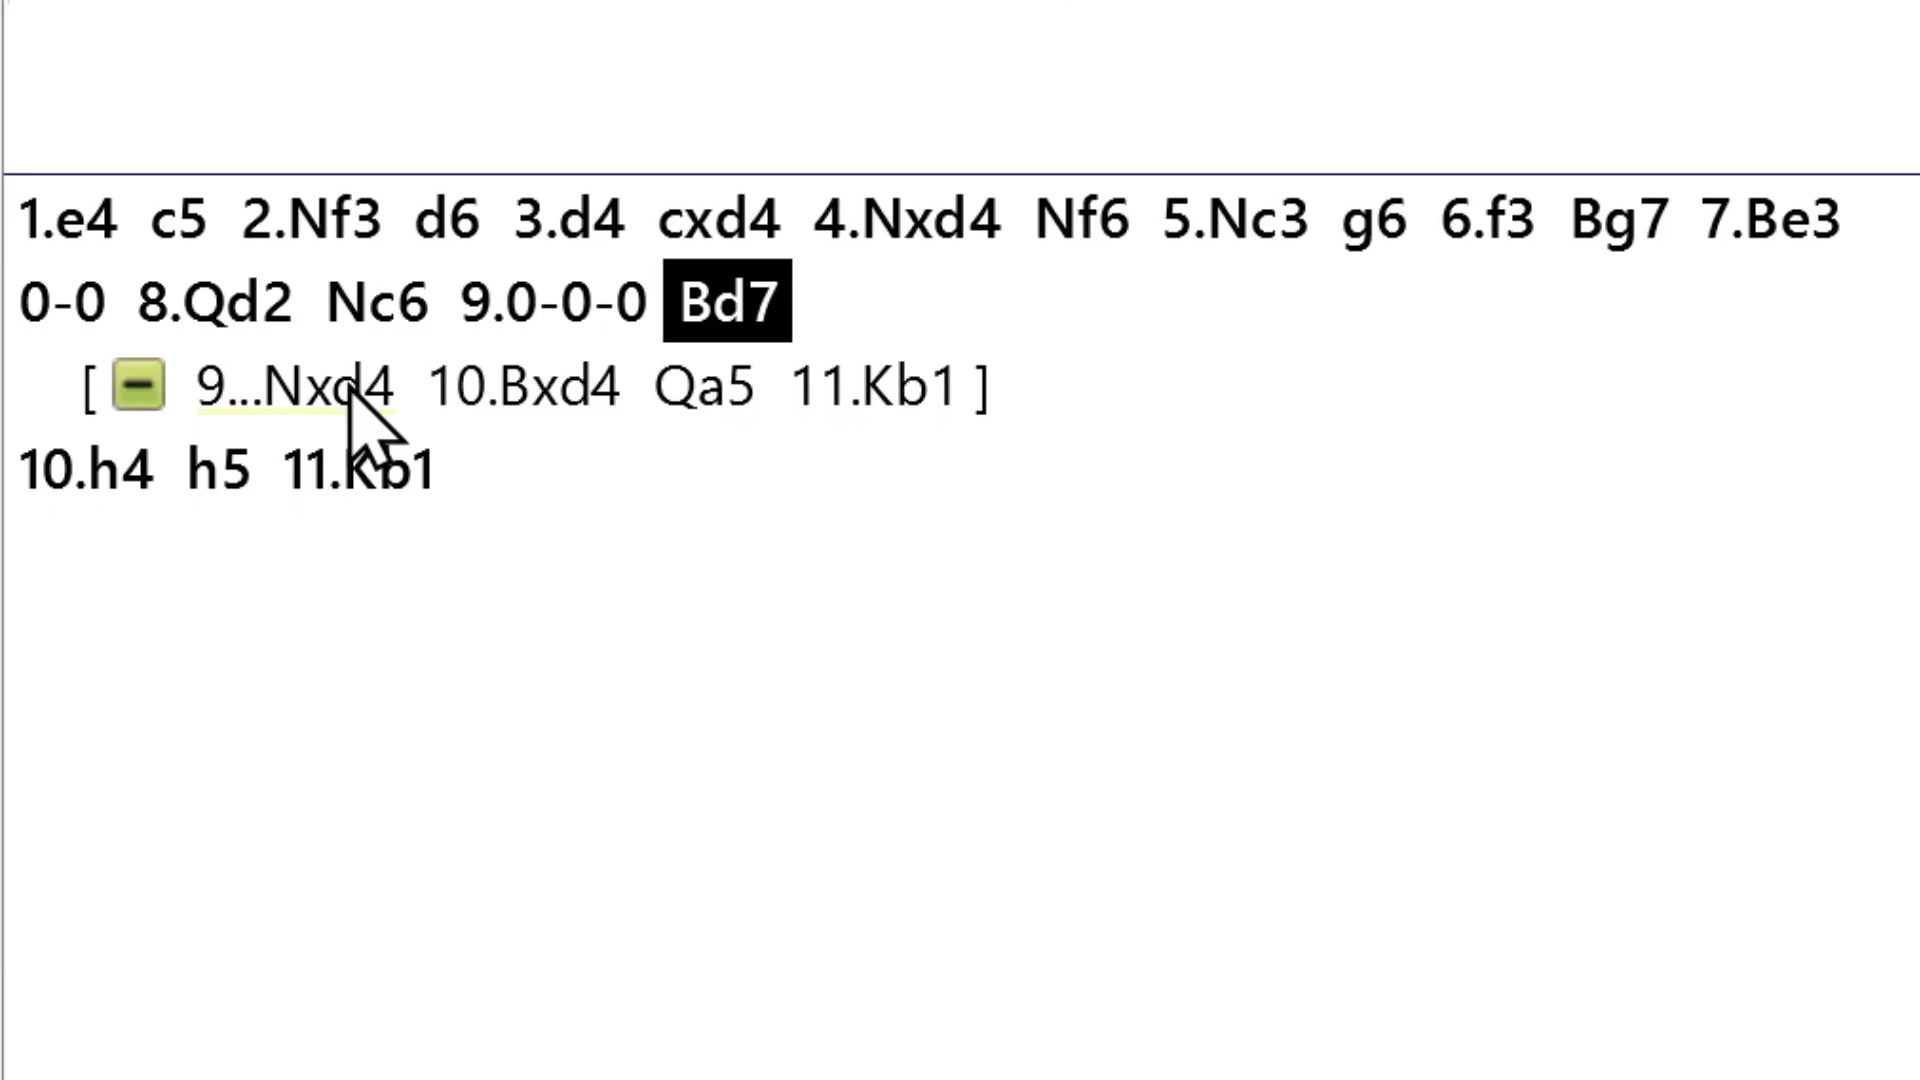 1.e4 c5 2.Nf3 d6 3.d4 cxd4 4.Nxd4 Nf6 5.Nc3 g6 6.f3 Bg7 7.Be3
0-0 8.Qd2 Nc6 9.0-0-0 Bd7
[ 9...Nxd4 10.Bxd4 Qa5 11.Kb1 ]
10.h4 h5 11.Kb1